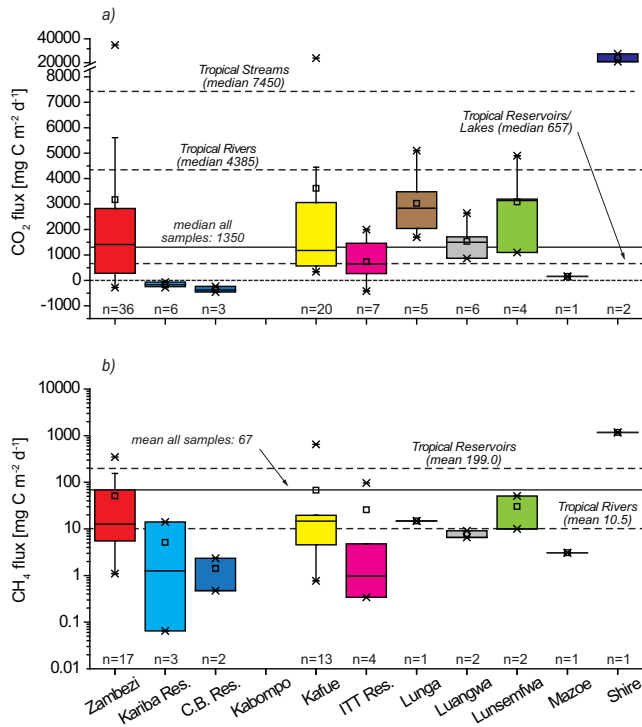 a)
40000
20000
8000
7000
6000
5000
4000
3000
2000
1000
0
-1000
CO2 flux [mg C m-2 d-1]
Tropical Streams
(median 7450)
Tropical Reservoirs/
Lakes (median 657)
Tropical Rivers
(median 4385)
median all
samples: 1350
n=36 n=6 n=3 n=20 n=7 n=5 n=6 n=4 n=1 n=2
b)
10000
1000
100
10
1
0.1
0.01
CH4 flux [mg C m-2 d-1]
mean all samples: 67
Tropical Reservoirs
(mean 199.0)
Tropical Rivers
(mean 10.5)
n=17 n=3 n=2 n=13 n=4 n=1 n=2 n=2 n=1 n=1
Zambezi Kariba Res. C.B. Res. Kabompo Kafue ITT Res. Lunga Luangwa Lunsemfwa Mazoe Shire